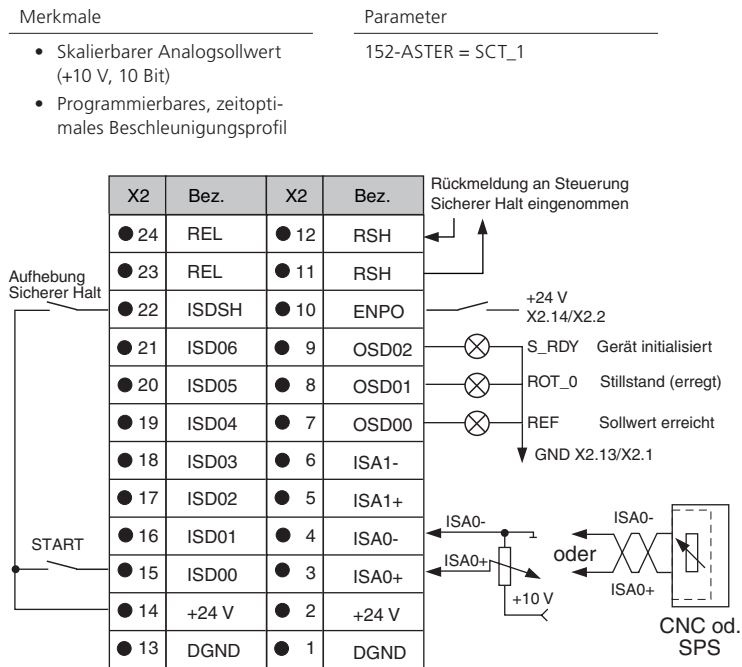 Merkmale
Parameter
• Skalierbarer Analogsollwert
(+10 V, 10 Bit)
• Programmierbares, zeitopti-
males Beschleunigungsprofil
152-ASTER = SCT_1
X2 Bez. X2 Bez.
Rückmeldung an Steuerung
Sicherer Halt eingenommen
24 REL 12 RSH
23 REL 11 RSH
Aufhebung
Sicherer Halt
22 ISDSH 10 ENPO
+24 V
X2.14/X2.2
21 ISD06 9 OSD02
S_RDY Gerät initialisiert
20 ISD05 8 OSD01
ROT_0 Stillstand (erregt)
19 ISD04 7 OSD00
REF Sollwert erreicht
18 ISD03 6 ISA1-
GND X2.13/X2.1
17 ISD02 5 ISA1+
16 ISD01 4 ISA0-
ISA0-
ISA0-
START
oder
15 ISD00 3 ISA0+
ISA0+
ISA0+
+10 V
14 +24 V 2 +24 V
CNC od.
SPS
13 DGND 1 DGND